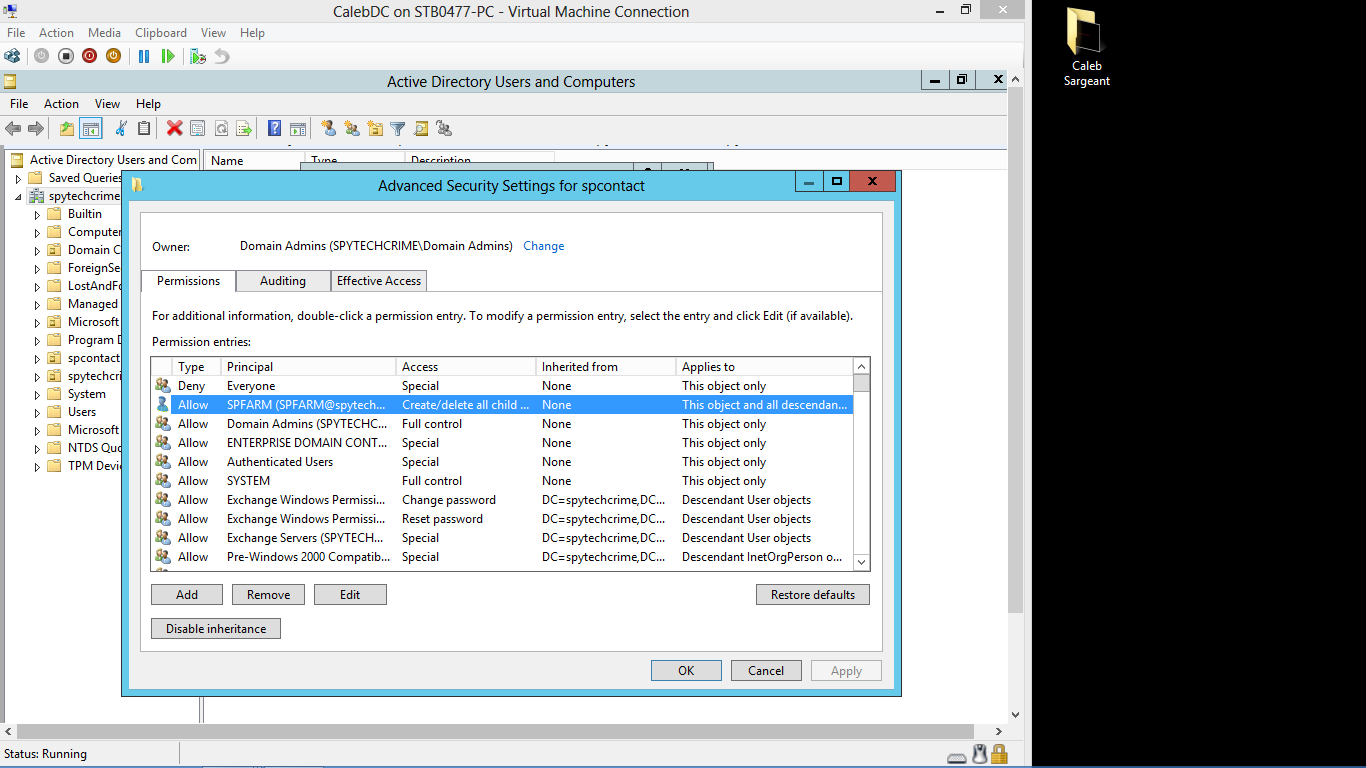 CalebDC on STB0477-PC - Virtual Machine Connection
File Action Media Clipboard View Help
Active Directory Users and Computers
File Action View Help
Active Directory Users and Com
Name Type Description
Saved Queries
spytechcrime
Builtin
Computer
Domain C
ForeignSe
LostAndFo
Managed
Microsoft
Program D
spcontact
spytechcri
System
Users
Microsoft
NTDS Quo
TPM Devic
Advanced Security Settings for spcontact
Owner: Domain Admins (SPYTECHCRIME\Domain Admins) Change
Permissions Auditing Effective Access
For additional information, double-click a permission entry. To modify a permission entry, select the entry and click Edit (if available).
Permission entries:
Type Principal Access Inherited from Applies to
Deny Everyone Special None This object only
Allow SPFARM (SPFARM@spytech... Create/delete all child ... None This object and all descendan...
Allow Domain Admins (SPYTECHC... Full control None This object only
Allow ENTERPRISE DOMAIN CONT... Special None This object only
Allow Authenticated Users Special None This object only
Allow SYSTEM Full control None This object only
Allow Exchange Windows Permissi... Change password DC=spytechcrime,DC... Descendant User objects
Allow Exchange Windows Permissi... Reset password DC=spytechcrime,DC... Descendant User objects
Allow Exchange Servers (SPYTECH... Special DC=spytechcrime,DC... Descendant User objects
Allow Pre-Windows 2000 Compatib... Special DC=spytechcrime,DC... Descendant InetOrgPerson o...
Add Remove Edit Restore defaults
Disable inheritance
OK Cancel Apply
Status: Running
Caleb
Sargeant